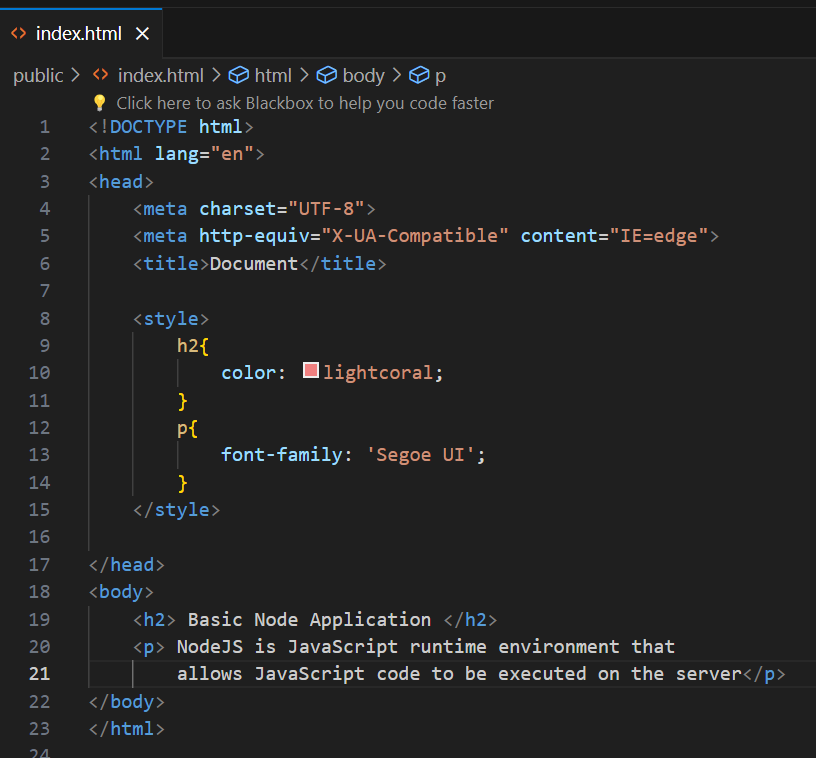 index.html
public > index.html > html > body > p
Click here to ask Blackbox to help you code faster
1 <!DOCTYPE html>
2 <html lang="en">
3 <head>
4     <meta charset="UTF-8">
5     <meta http-equiv="X-UA-Compatible" content="IE=edge">
6     <title>Document</title>
7
8     <style>
9         h2{
10             color: lightcoral;
11         }
12         p{
13             font-family: 'Segoe UI';
14         }
15     </style>
16
17 </head>
18 <body>
19     <h2> Basic Node Application </h2>
20     <p> NodeJS is JavaScript runtime environment that
21         allows JavaScript code to be executed on the server</p>
22 </body>
23 </html>
24